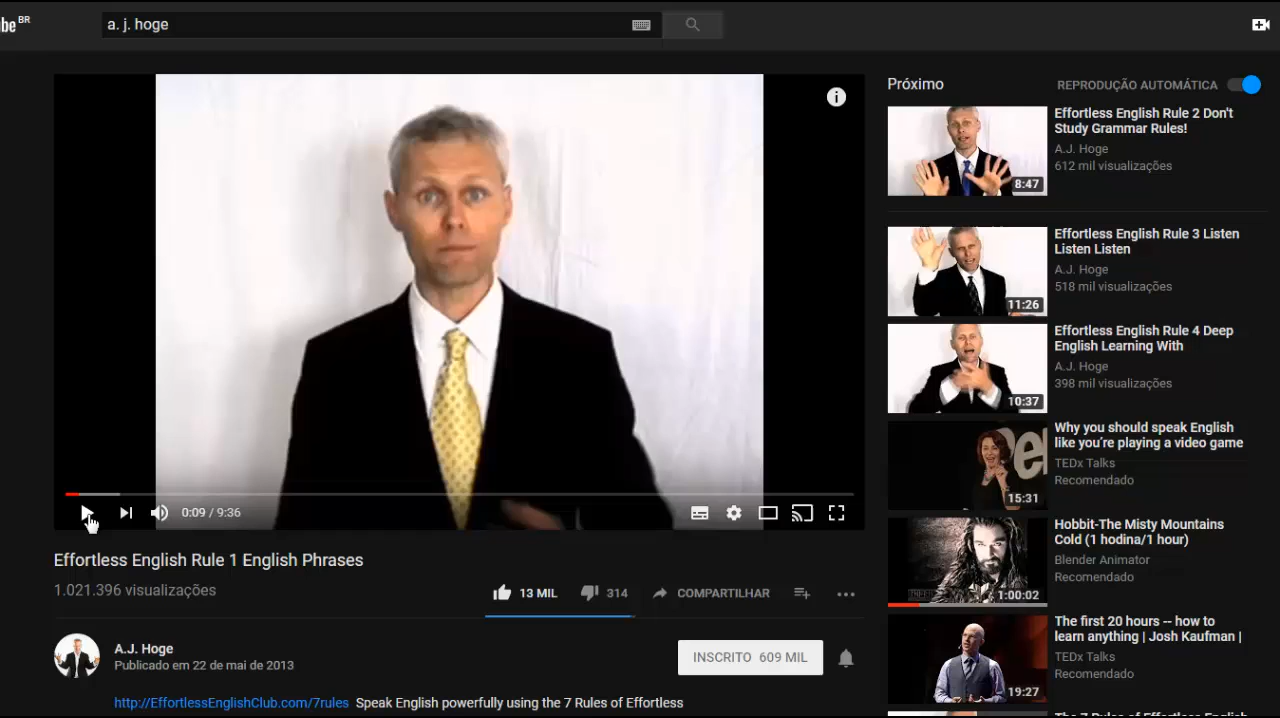 be BR
a. j. hoge
Próximo
REPRODUÇÃO AUTOMÁTICA
Effortless English Rule 2 Don't
Study Grammar Rules!
A.J. Hoge
612 mil visualizações
8:47
Effortless English Rule 3 Listen
Listen Listen
A.J. Hoge
518 mil visualizações
11:26
Effortless English Rule 4 Deep
English Learning With
A.J. Hoge
398 mil visualizações
10:37
Why you should speak English
like you're playing a video game
TEDx Talks
Recomendado
15:31
Hobbit-The Misty Mountains
Cold (1 hodina/1 hour)
Blender Animator
Recomendado
1:00:02
The first 20 hours -- how to
learn anything | Josh Kaufman |
TEDx Talks
Recomendado
19:27
The 7 Rules of Effortless English
0:09 / 9:36
Effortless English Rule 1 English Phrases
1.021.396 visualizações
13 MIL
314
COMPARTILHAR
A.J. Hoge
Publicado em 22 de mai de 2013
INSCRITO 609 MIL
http://EffortlessEnglishClub.com/7rules Speak English powerfully using the 7 Rules of Effortless